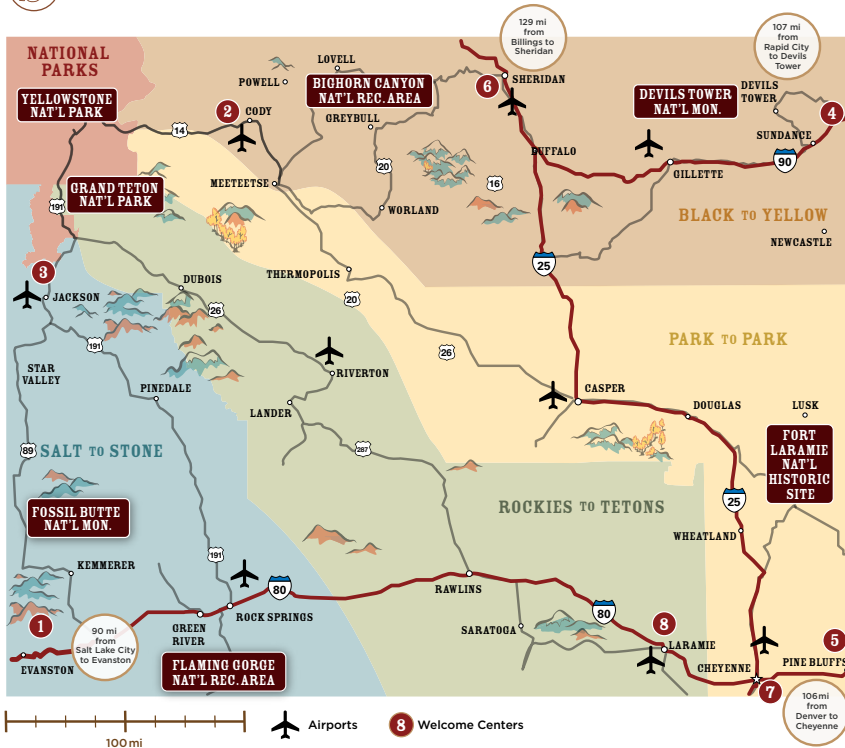 129 mi
from
Billings to
Sheridan
107 mi
from
Rapid City
to Devils
Tower
NATIONAL
PARKS
LOVELL
POWELL
SHERIDAN
6
BIGHORN CANYON
NAT'L REC. AREA
DEVILS TOWER
NAT'L MON.
DEVILS
TOWER
YELLOWSTONE
NAT'L PARK
2
CODY
4
GREYBULL
14
SUNDANCE
BUFFALO
90
GILLETTE
20
MEETEETSE
16
GRAND TETON
NAT'L PARK
191
WORLAND
BLACK TO YELLOW
NEWCASTLE
25
3
THERMOPOLIS
DUBOIS
JACKSON
20
26
PARK TO PARK
191
26
STAR
VALLEY
RIVERTON
PINEDALE
CASPER
LANDER
DOUGLAS
LUSK
89
SALT TO STONE
287
FORT
LARAMIE
NAT'L
HISTORIC
SITE
25
ROCKIES TO TETONS
FOSSIL BUTTE
NAT'L MON.
WHEATLAND
191
KEMMERER
80
RAWLINS
1
90 mi
from
Salt Lake City
to Evanston
GREEN
RIVER
ROCK SPRINGS
80
SARATOGA
8
LARAMIE
5
EVANSTON
FLAMING GORGE
NAT'L REC. AREA
CHEYENNE
PINE BLUFFS
7
106 mi
from
Denver to
Cheyenne
100 mi
Airports
8
Welcome Centers